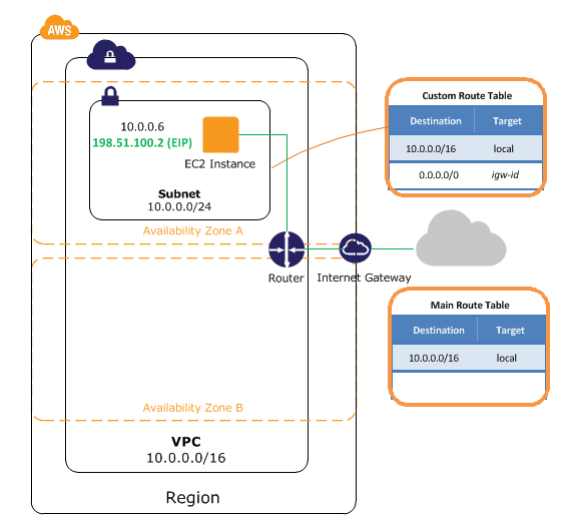 AWS
10.0.0.6
198.51.100.2 (EIP)
EC2 Instance
Subnet
10.0.0.0/24
Availability Zone A
Router
Internet Gateway
Availability Zone B
VPC
10.0.0.0/16
Region
Custom Route Table
Destination Target
10.0.0.0/16 local
0.0.0.0/0 igw-id
Main Route Table
Destination Target
10.0.0.0/16 local